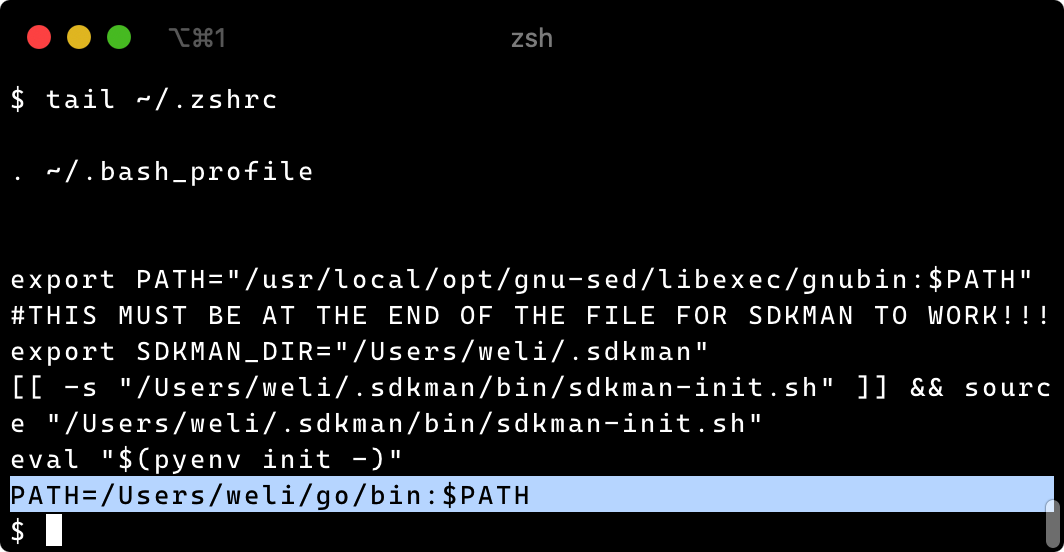 ⌥⌘1
zsh
$ tail ~/.zshrc
. ~/.bash_profile
export PATH="/usr/local/opt/gnu-sed/libexec/gnubin:$PATH"
#THIS MUST BE AT THE END OF THE FILE FOR SDKMAN TO WORK!!!
export SDKMAN_DIR="/Users/weli/.sdkman"
[[ -s "/Users/weli/.sdkman/bin/sdkman-init.sh" ]] && sourc
e "/Users/weli/.sdkman/bin/sdkman-init.sh"
eval "$(pyenv init -)"
PATH=/Users/weli/go/bin:$PATH
$